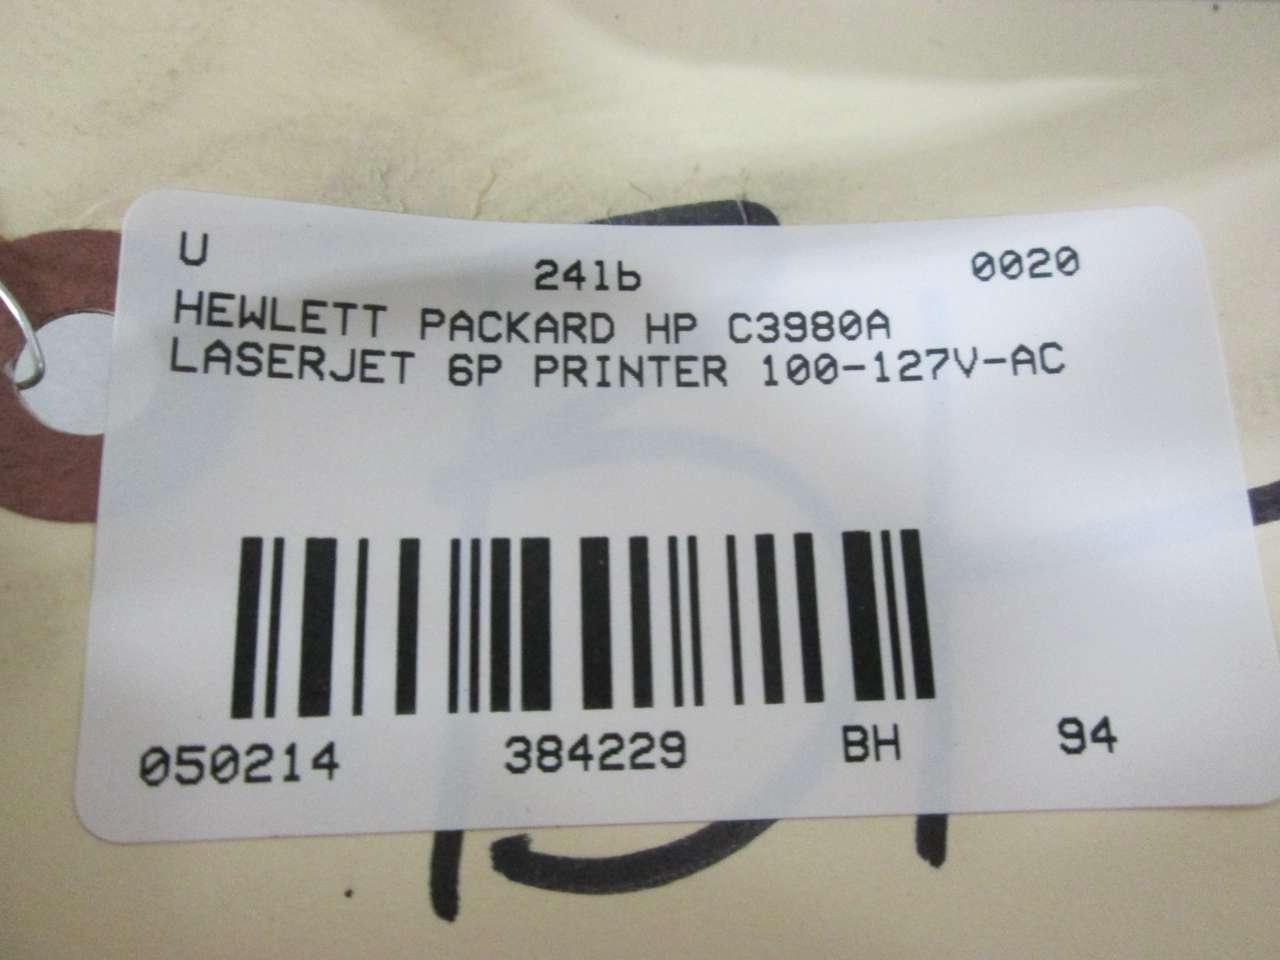 U 241b 0020
HEWLETT PACKARD HP C3980A
LASERJET 6P PRINTER 100-127V-AC
050214 384229 BH 94